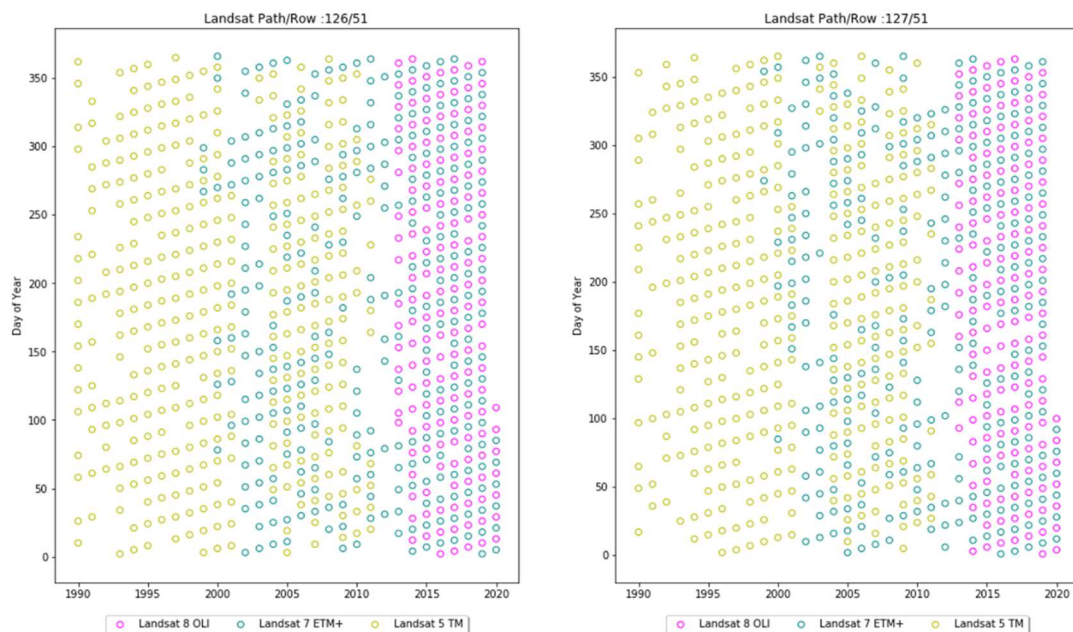 Landsat Path/Row :126/51
Day of Year
350
300
250
200
150
100
50
0
1990 1995 2000 2005 2010 2015 2020
Landsat 8 OLI Landsat 7 ETM+ Landsat 5 TM
Landsat Path/Row :127/51
Day of Year
350
300
250
200
150
100
50
0
1990 1995 2000 2005 2010 2015 2020
Landsat 8 OLI Landsat 7 ETM+ Landsat 5 TM